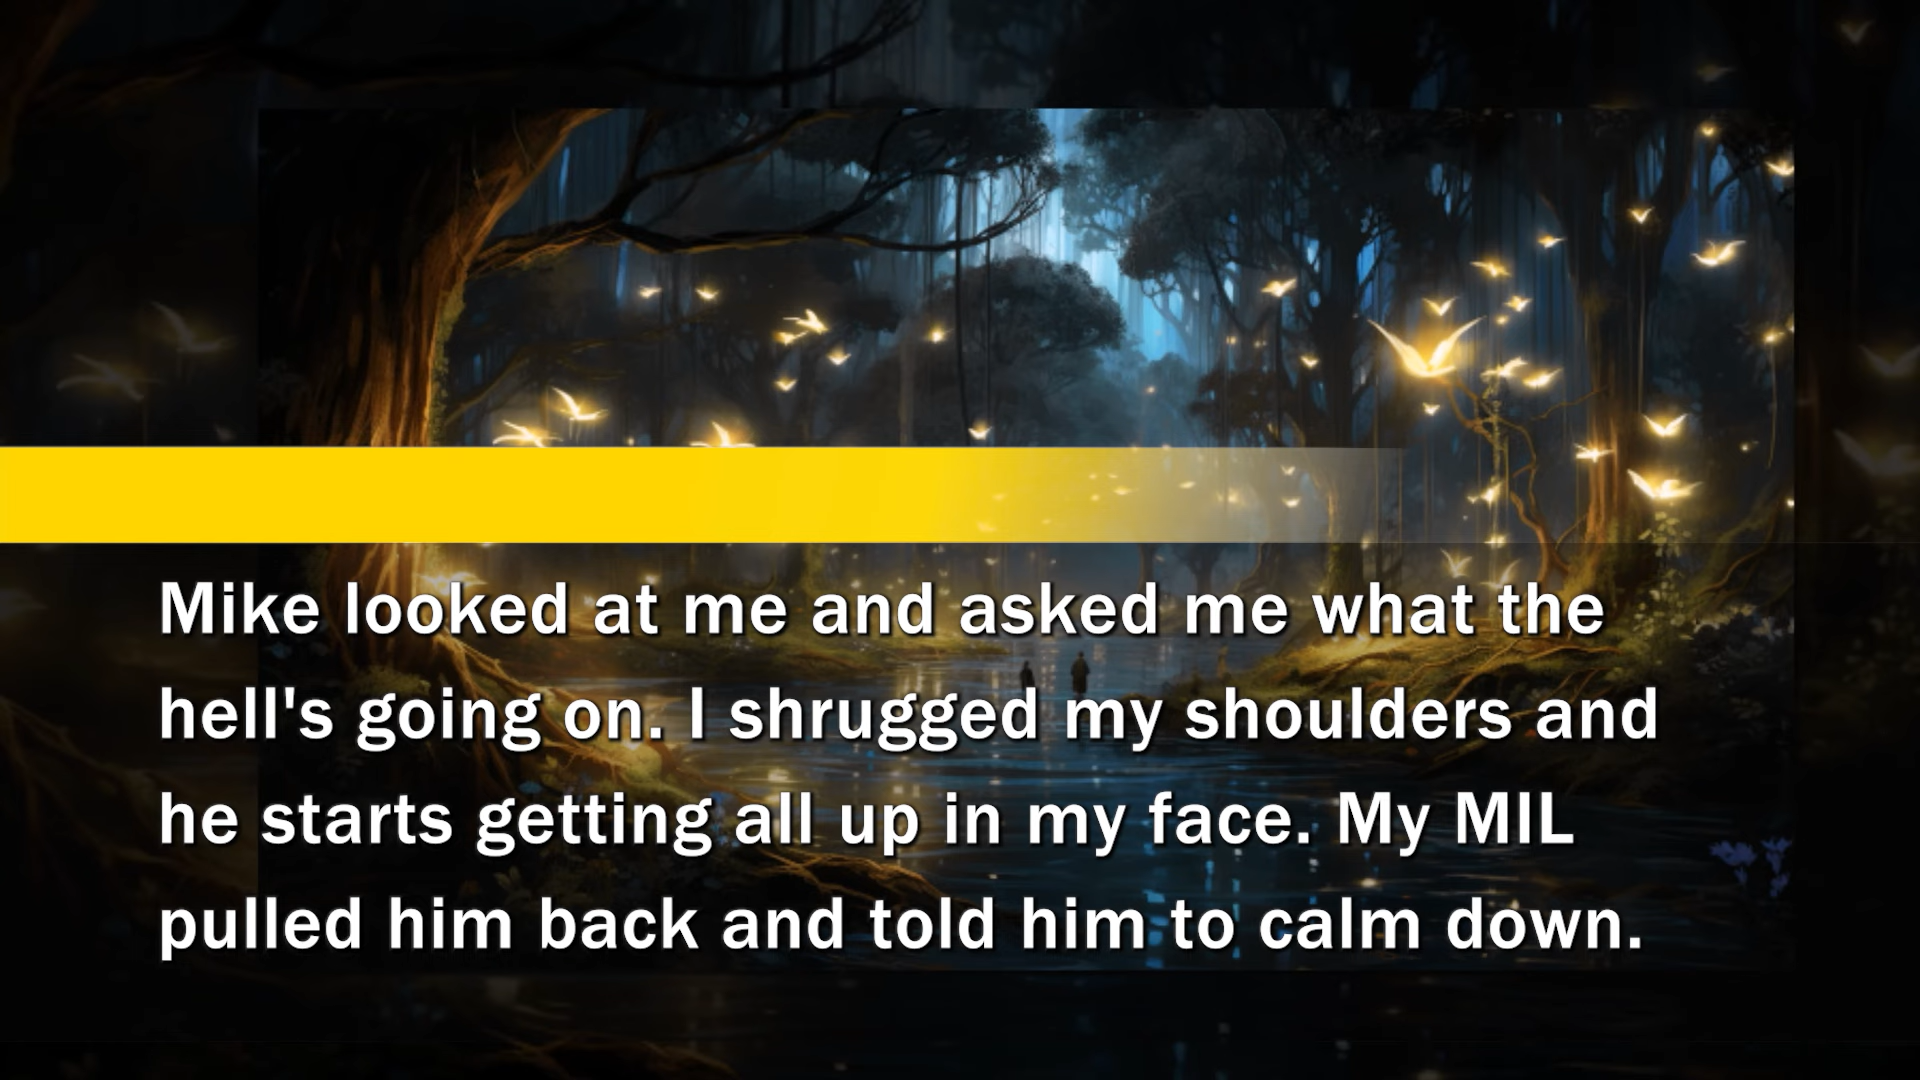 Mike looked at me and asked me what the
hell's going on. I shrugged my shoulders and
he starts getting all up in my face. My MIL
pulled him back and told him to calm down.